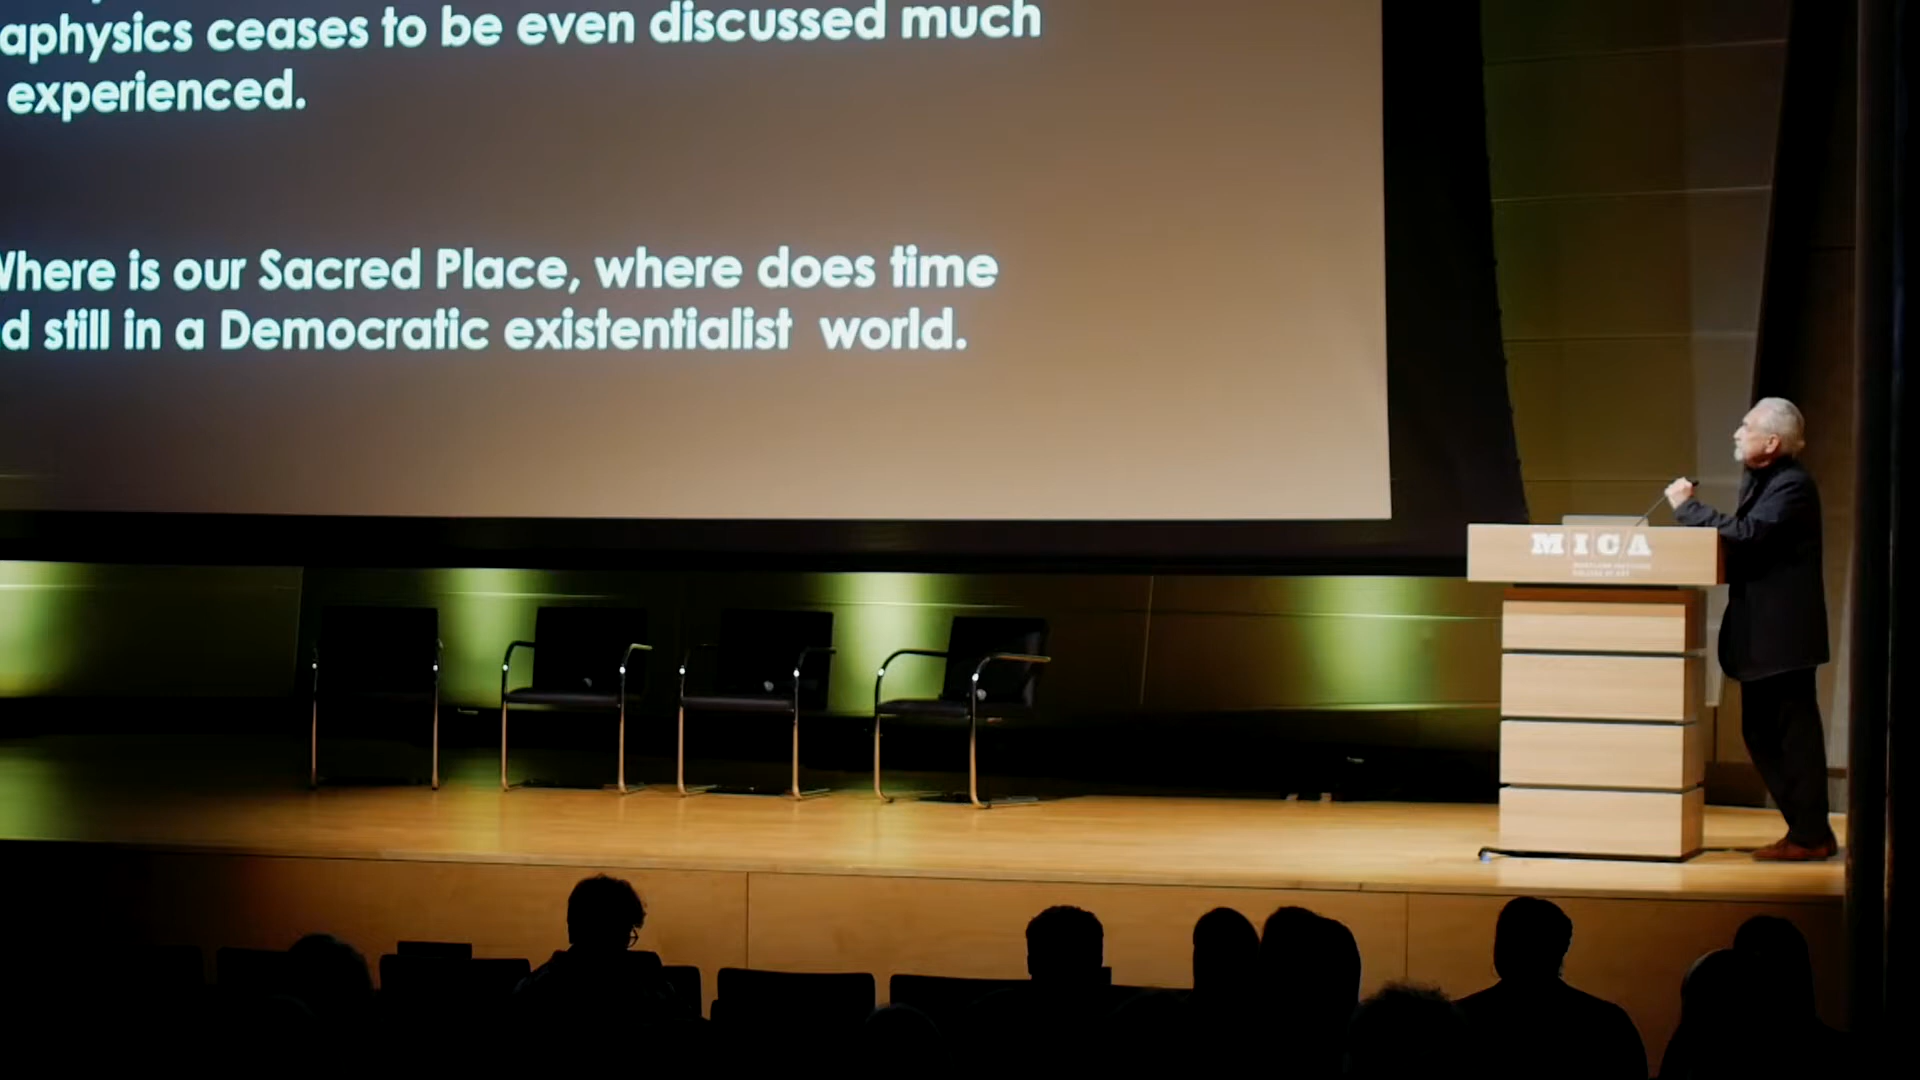 aphysics ceases to be even discussed much
experienced.
here is our Sacred Place, where does time
d still in a Democratic existentialist world.
MICA